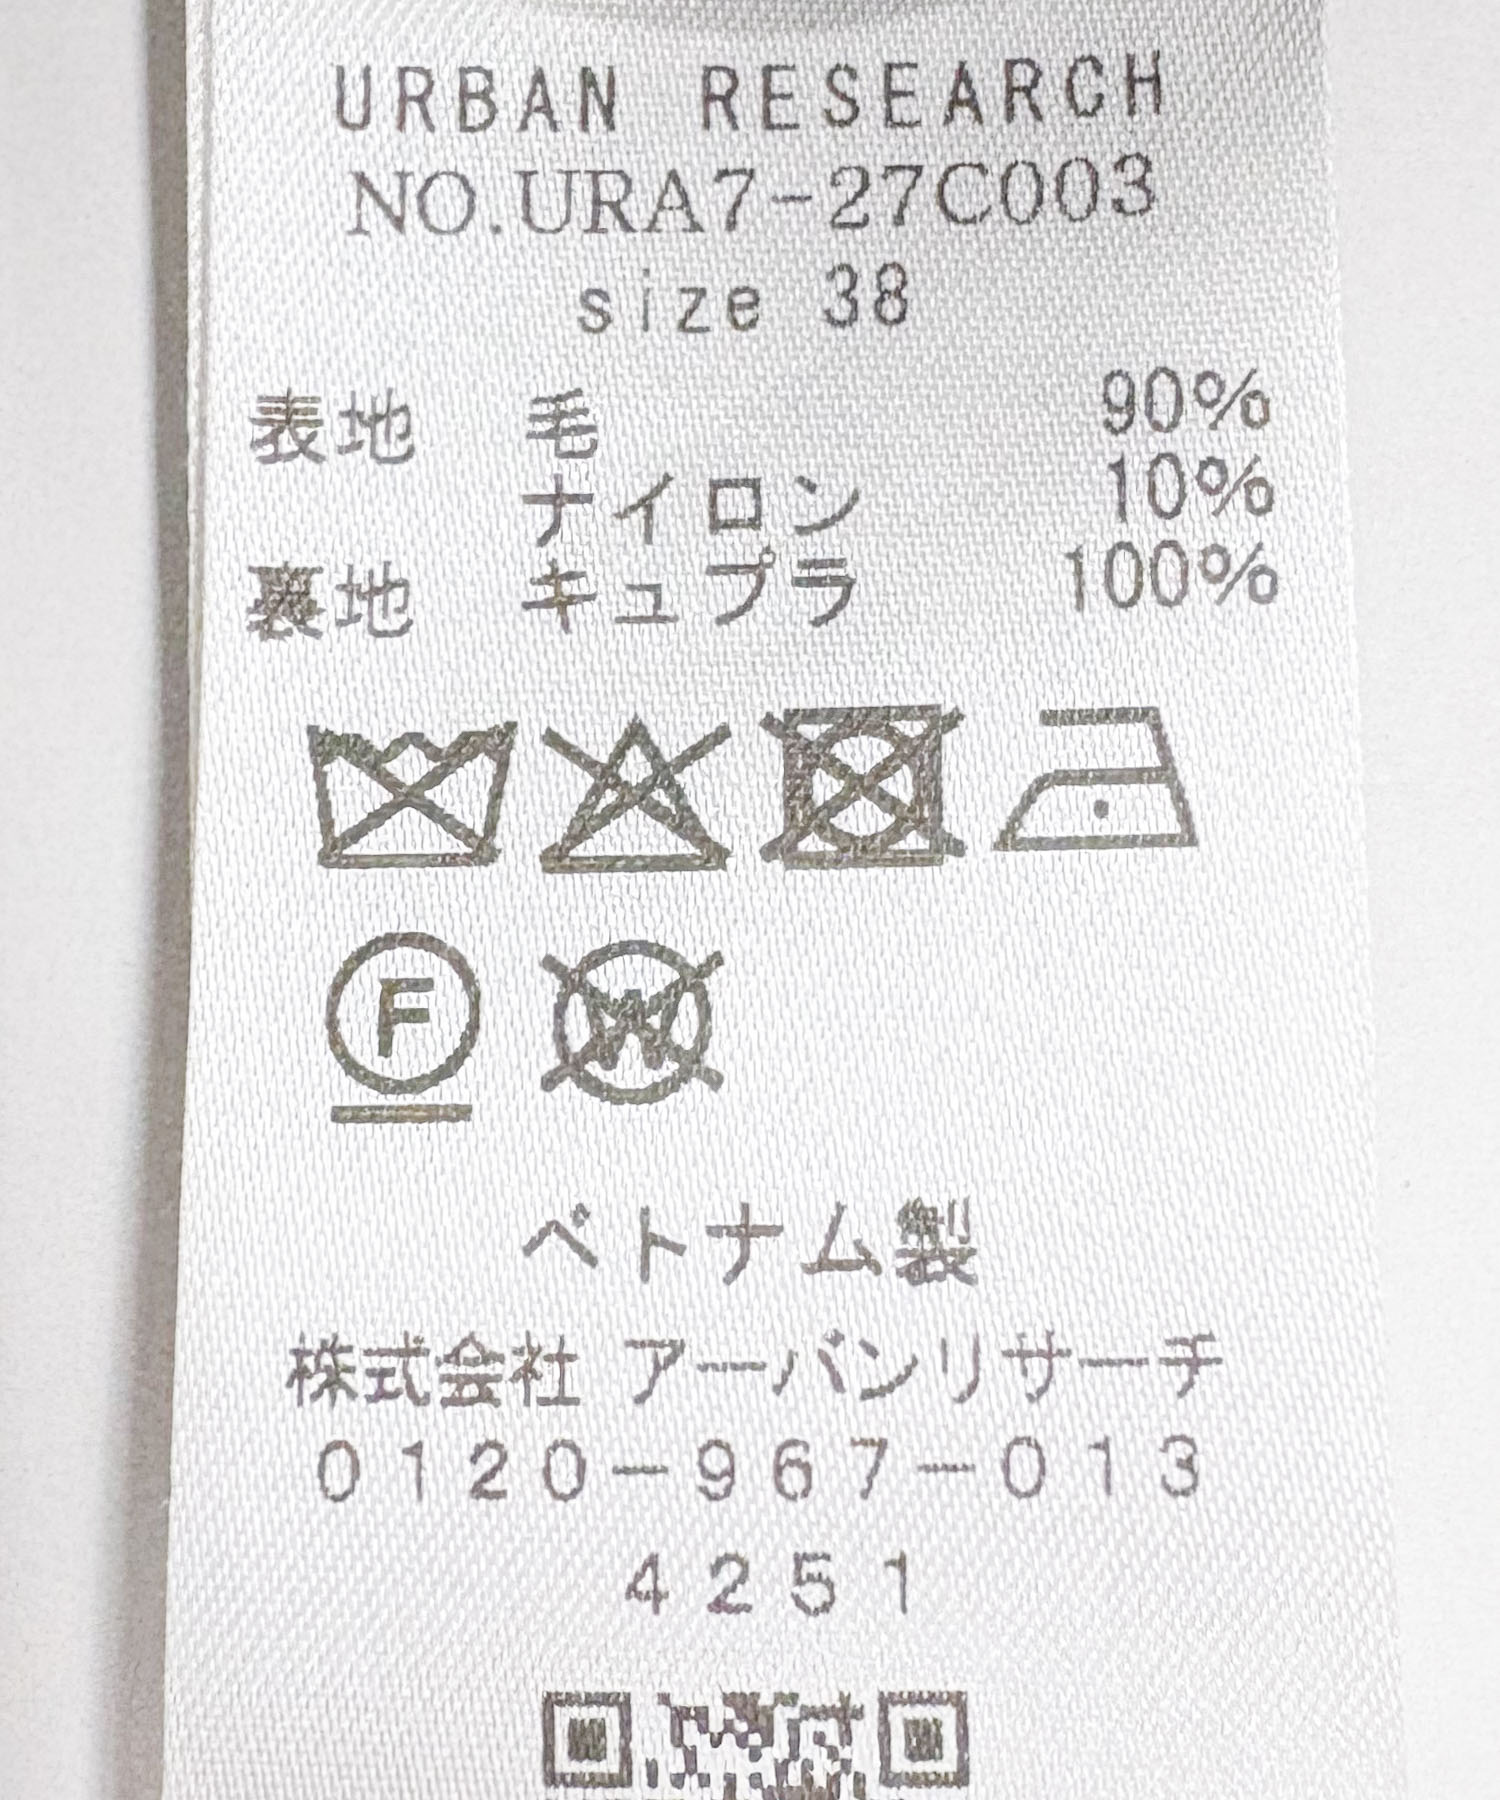 URBAN RESEARCH
NO.URA7-27C003
size 38
表地 毛 90%
ナイロン 10%
裏地 キュプラ 100%
F
W
ベトナム製
株式会社 アーバンリサーチ
0120-967-013
4251